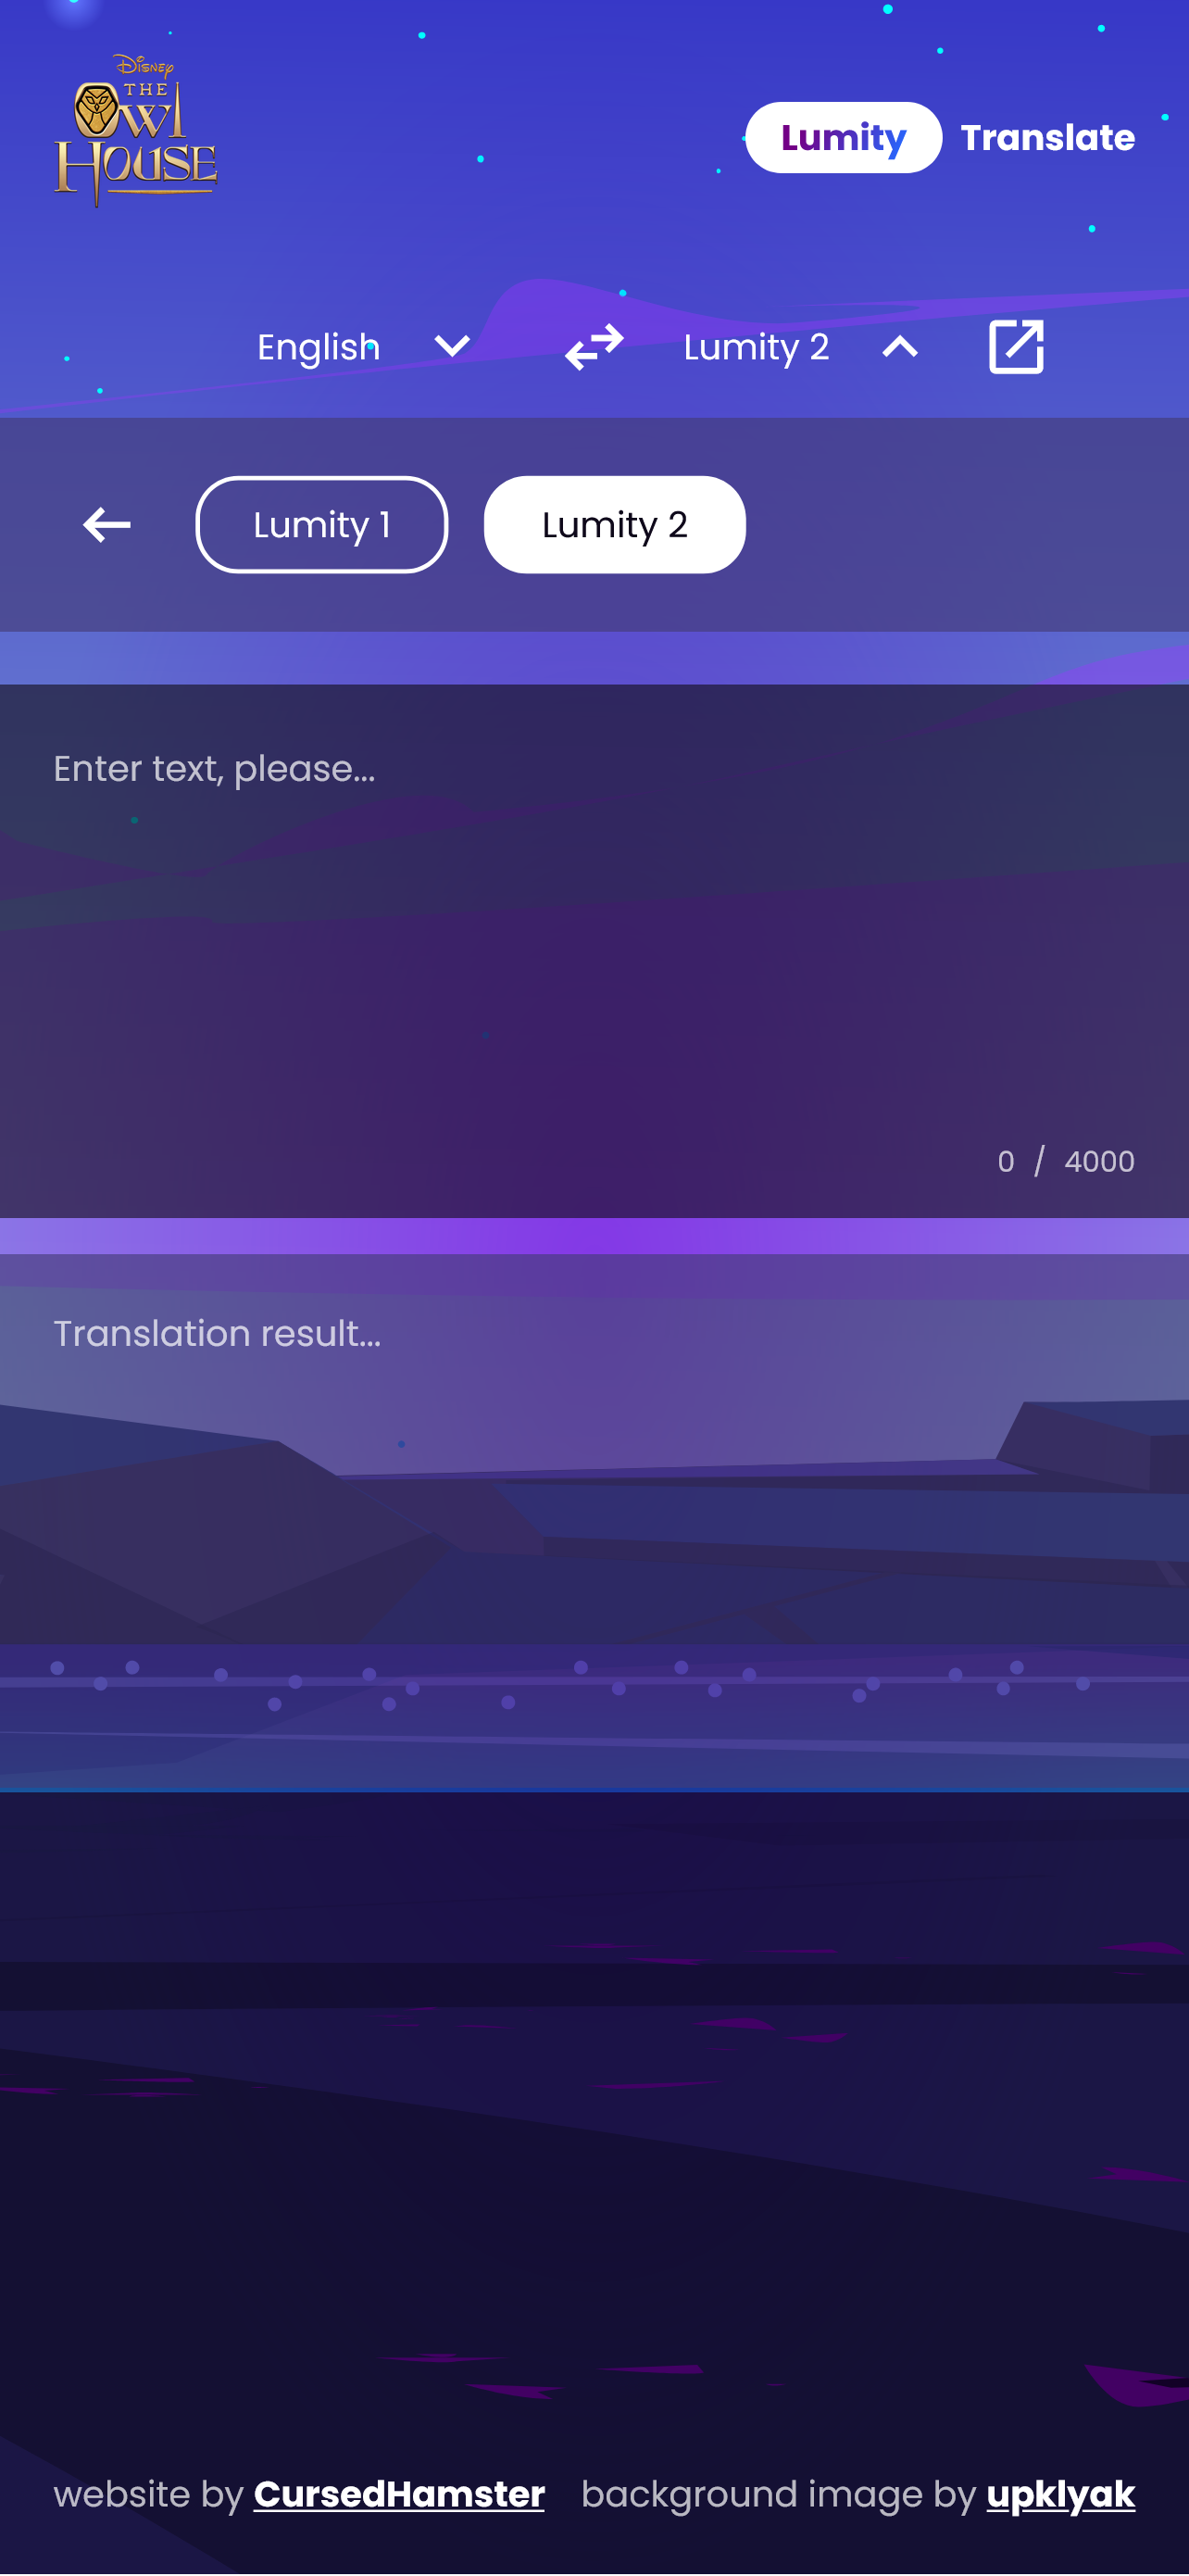 Disney
THE
Owl
HOUSE
Lumity Translate
English Lumity 2
Lumity 1 Lumity 2
Enter text, please...
0 / 4000
Translation result...
website by CursedHamster background image by upklyak